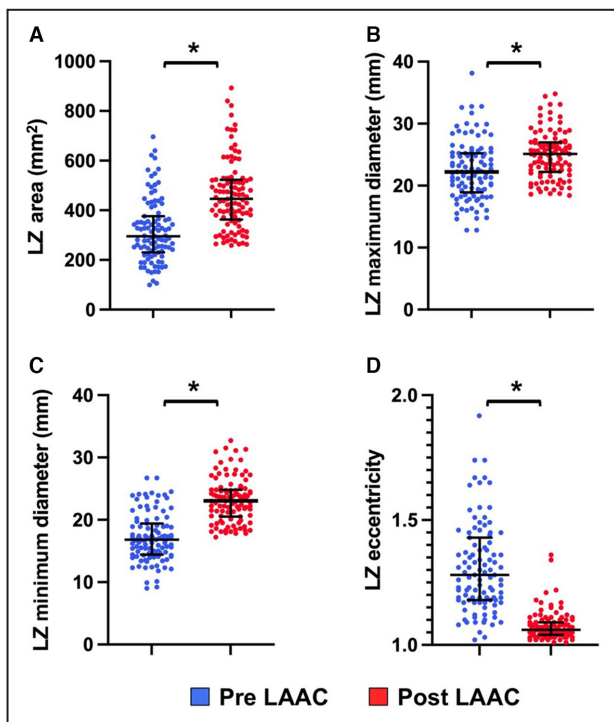 A
*
LZ area (mm²)
1000
800
600
400
200
0
B
*
LZ maximum diameter (mm)
40
30
20
10
0
C
*
LZ minimum diameter (mm)
40
30
20
10
0
D
*
LZ eccentricity
2.0
1.5
1.0
Pre LAAC Post LAAC